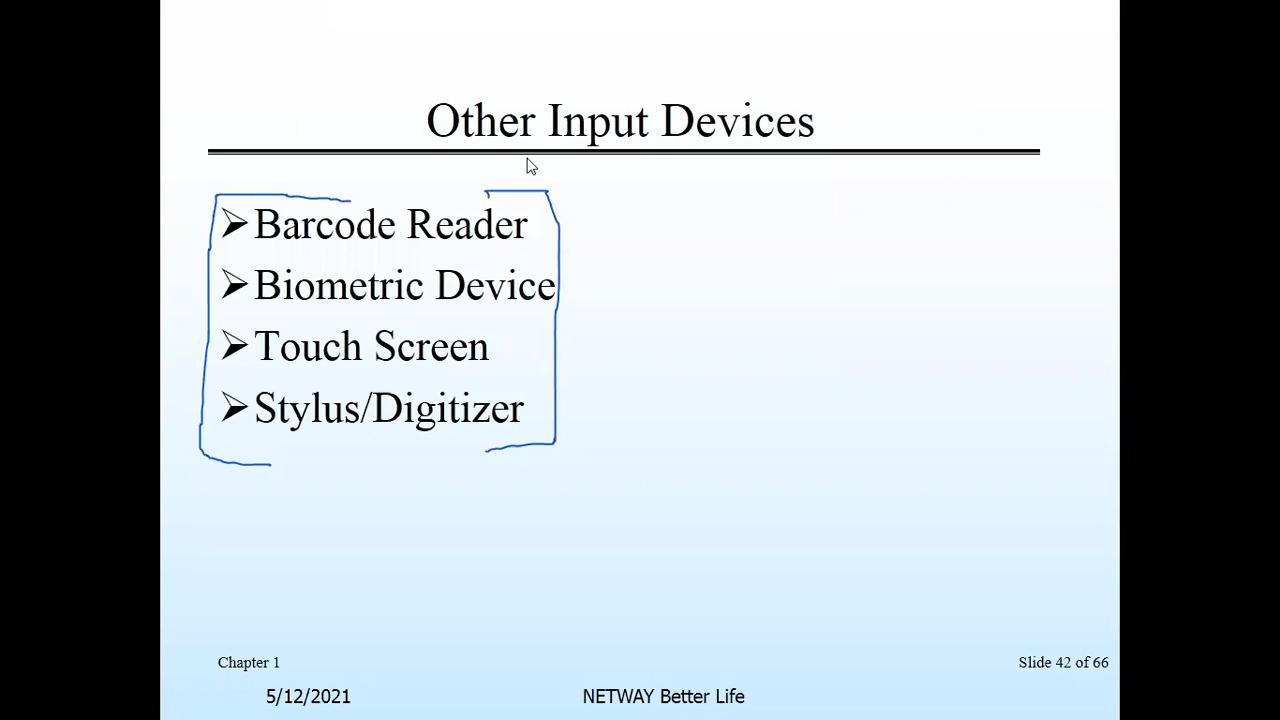 Other Input Devices
Barcode Reader
Biometric Device
Touch Screen
Stylus/Digitizer
Chapter 1
Slide 42 of 66
5/12/2021
NETWAY Better Life